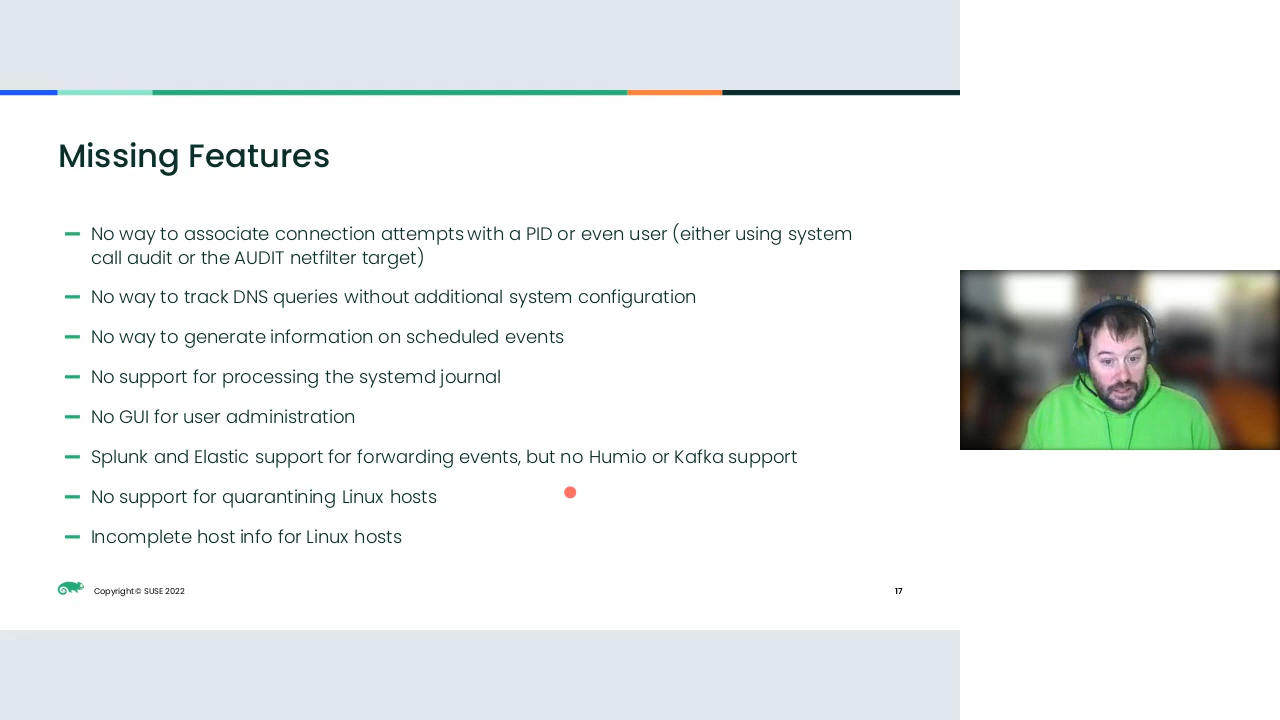 Missing Features
No way to associate connection attempts with a PID or even user (either using system
call audit or the AUDIT netfilter target)
No way to track DNS queries without additional system configuration
No way to generate information on scheduled events
No support for processing the systemd journal
No GUI for user administration
Splunk and Elastic support for forwarding events, but no Humio or Kafka support
No support for quarantining Linux hosts
Incomplete host info for Linux hosts
Copyright © SUSE 2022
17